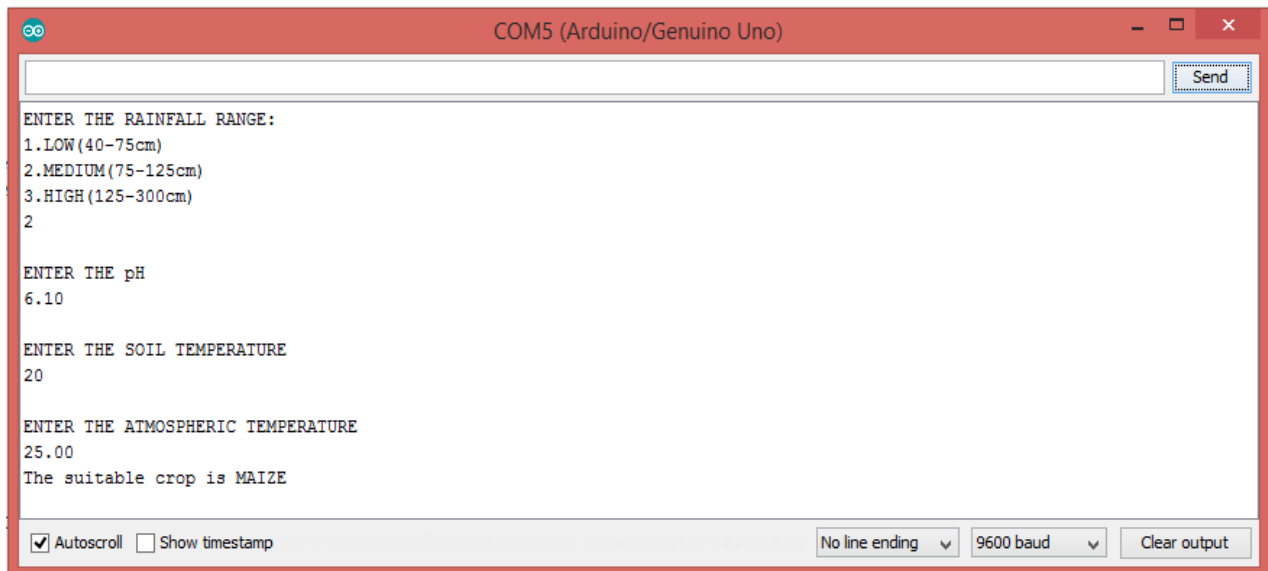 COM5 (Arduino/Genuino Uno)
Send
ENTER THE RAINFALL RANGE:
1.LOW(40-75cm)
2.MEDIUM(75-125cm)
3.HIGH(125-300cm)
2
ENTER THE pH
6.10
ENTER THE SOIL TEMPERATURE
20
ENTER THE ATMOSPHERIC TEMPERATURE
25.00
The suitable crop is MAIZE
Autoscroll Show timestamp No line ending 9600 baud Clear output